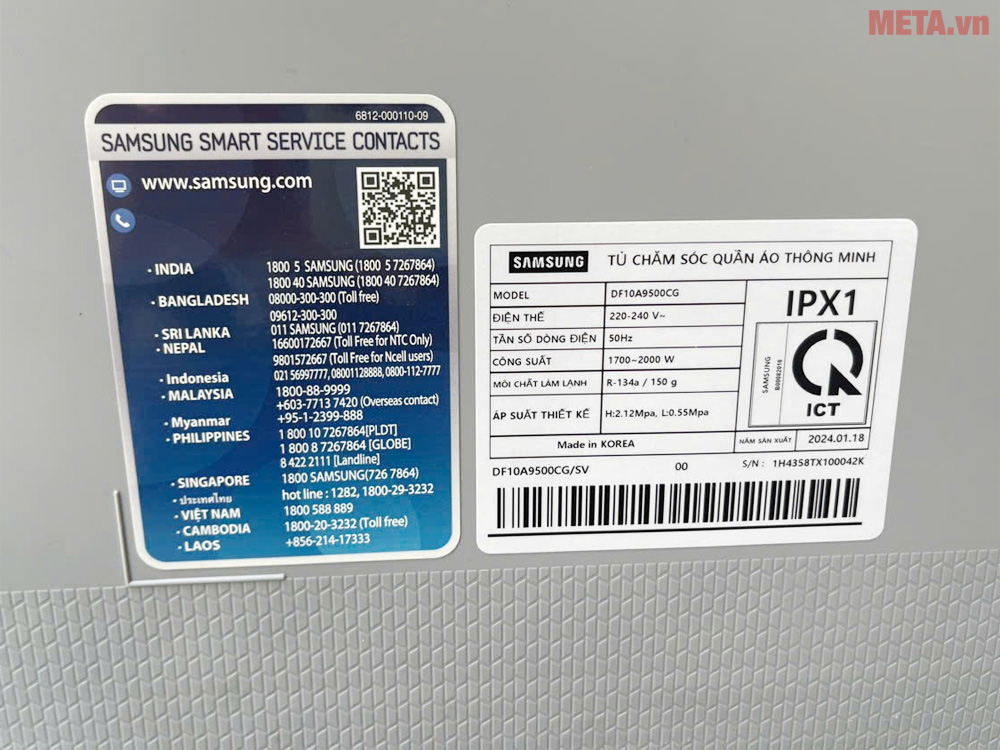 META.vn
6812-000110-09
SAMSUNG SMART SERVICE CONTACTS
www.samsung.com
· INDIA 1800 5 SAMSUNG (1800 5 7267864)
1800 40 SAMSUNG (1800 40 7267864)
· BANGLADESH 08000-300-300 (Toll free)
09612-300-300
· SRI LANKA 011 SAMSUNG (011 7267864)
· NEPAL 16600172667 (Toll Free for NTC Only)
9801572667 (Toll Free for Ncell users)
· Indonesia 021 56997777, 08001128888, 0800-112-7777
· MALAYSIA 1800-88-9999
+603-7713 7420 (Overseas contact)
· Myanmar +95-1-2399-888
· PHILIPPINES 1 800 10 7267864[PLDT]
1 800 8 7267864 [GLOBE]
8 422 2111 [Landline]
· SINGAPORE 1800 SAMSUNG(726 7864)
· ประเทศไทย hot line : 1282, 1800-29-3232
· VIỆT NAM 1800 588 889
· CAMBODIA 1800-20-3232 (Toll free)
· LAOS +856-214-17333
SAMSUNG TỦ CHĂM SÓC QUẦN ÁO THÔNG MINH
MODEL DF10A9500CG
ĐIỆN THẾ 220-240 V~
TẦN SỐ DÒNG ĐIỆN 50Hz
CÔNG SUẤT 1700~2000 W
MÔI CHẤT LÀM LẠNH R-134a / 150 g
ÁP SUẤT THIẾT KẾ H:2.12Mpa, L:0.55Mpa
IPX1
SAMSUNG
B00082016
ICT
Made in KOREA NĂM SẢN XUẤT 2024.01.18
DF10A9500CG/SV 00 S/N : 1H4358TX100042K